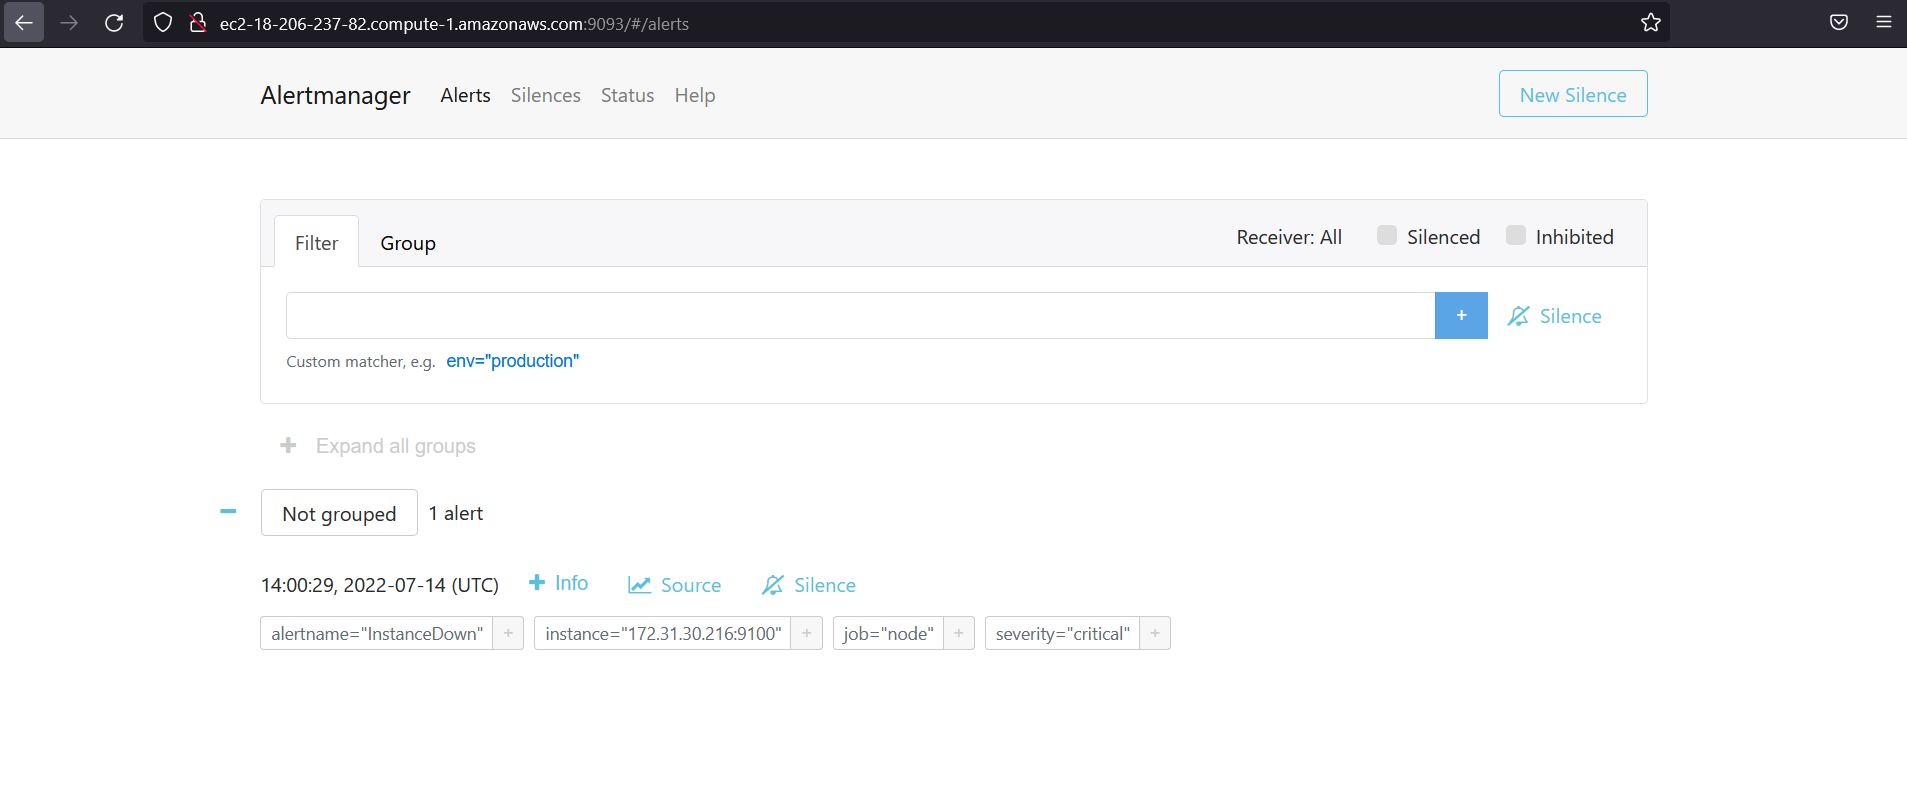 ec2-18-206-237-82.compute-1.amazonaws.com:9093/#/alerts
Alertmanager Alerts Silences Status Help New Silence
Filter Group Receiver: All Silenced Inhibited
+ Silence
Custom matcher, e.g. env="production"
+ Expand all groups
− Not grouped 1 alert
14:00:29, 2022-07-14 (UTC) + Info Source Silence
alertname="InstanceDown" + instance="172.31.30.216:9100" + job="node" + severity="critical" +